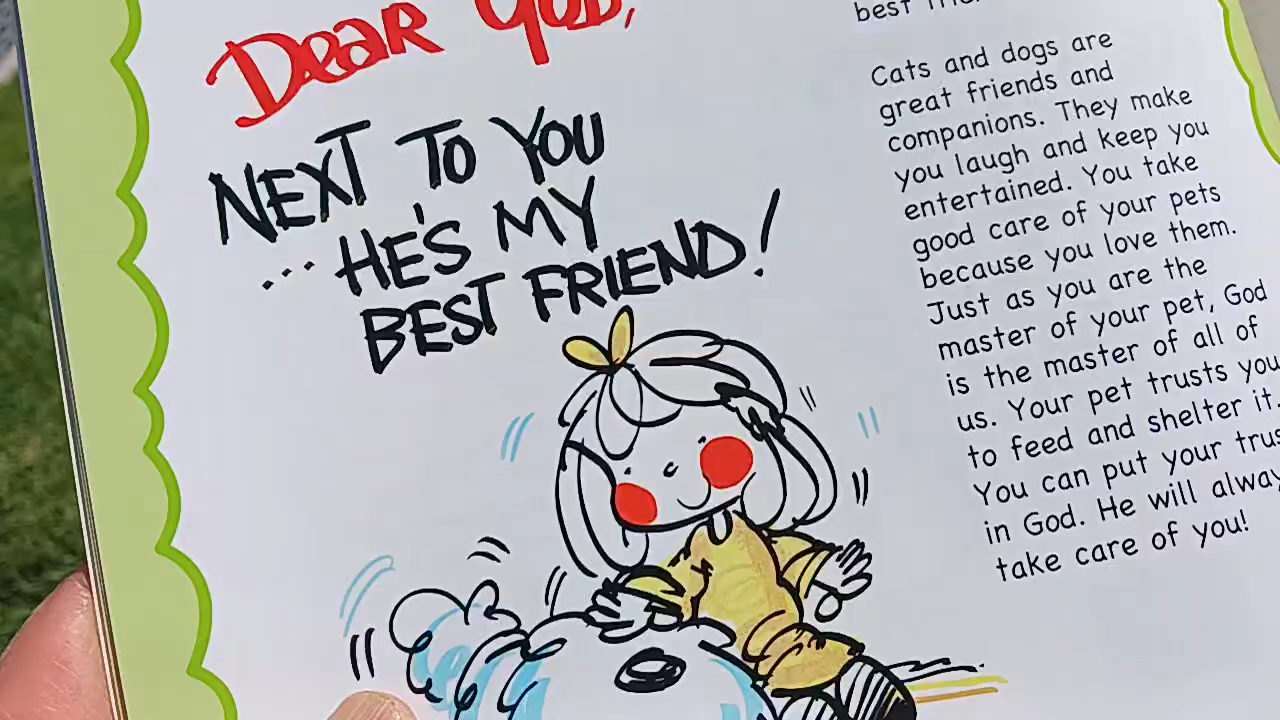 DEAR GOD,
NEXT TO YOU
...HE'S MY
BEST FRIEND!
best
Cats and dogs are
great friends and
companions. They make
you laugh and keep you
entertained. You take
good care of your pets
because you love them.
Just as you are the
master of your pet, God
is the master of all of
us. Your pet trusts you
to feed and shelter it.
You can put your
in God. He will
take care of you!